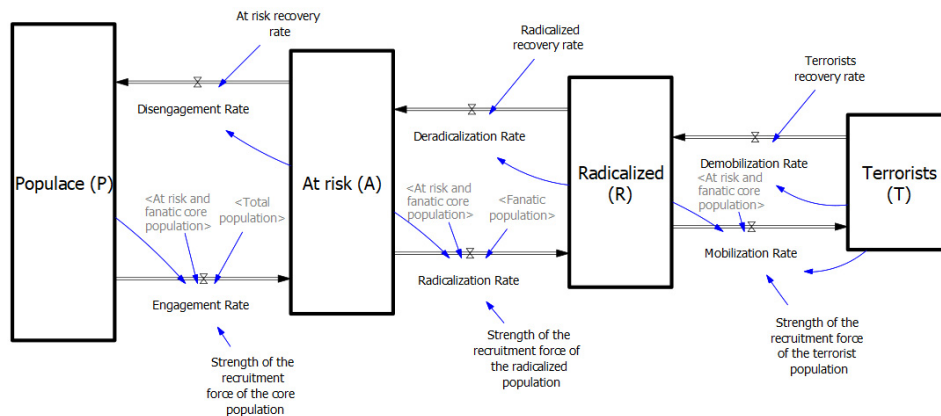 At risk recovery
rate
Radicalized
recovery rate
Terrorists
recovery rate
Disengagement Rate
Deradicalization Rate
Demobilization Rate
Populace (P)
At risk (A)
Radicalized
(R)
Terrorists
(T)
<At risk and
fanatic core
population>
<Total
population>
<At risk and
fanatic core
population>
<Fanatic
population>
<At risk and
fanatic core
population>
Engagement Rate
Radicalization Rate
Mobilization Rate
Strength of the
recruitment
force of the core
population
Strength of the
recruitment force of
the radicalized
population
Strength of the
recruitment force
of the terrorist
population